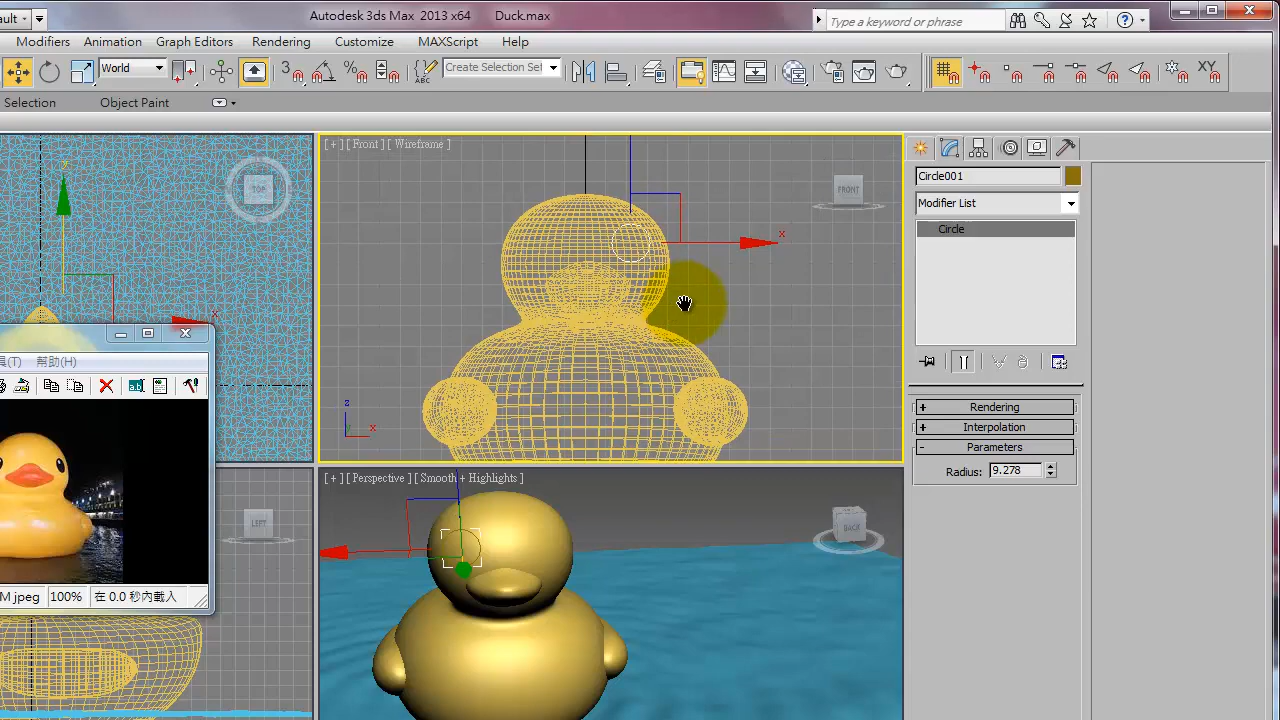 ault
Autodesk 3ds Max 2013 x64 Duck.max
Type a keyword or phrase
Modifiers Animation Graph Editors Rendering Customize MAXScript Help
World
3
%
ABC
Create Selection Set
XY
Selection Object Paint
[ + ] [ Front ] [ Wireframe ]
y
TOP
FRONT
x
x
z
x
Circle001
Modifier List
Circle
具(T) 幫助(H)
a.I
+ Rendering
+ Interpolation
- Parameters
Radius: 9.278
[ + ] [ Perspective ] [ Smooth + Highlights ]
LEFT
BACK
M jpeg 100% 在 0.0 秒內載入